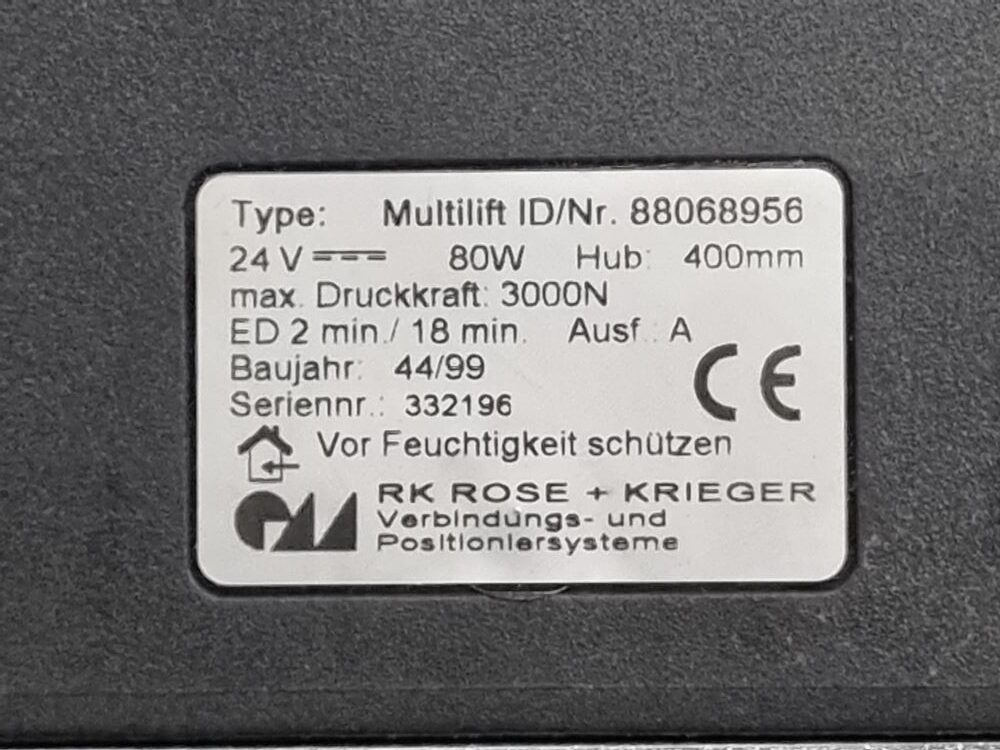 Type: Multilift ID/Nr. 88068956
24 V 80W Hub: 400mm
max. Druckkraft: 3000N
ED 2 min./ 18 min. Ausf.: A
Baujahr: 44/99
Seriennr.: 332196
CE
Vor Feuchtigkeit schützen
RK ROSE + KRIEGER
Verbindungs- und
Positioniersysteme